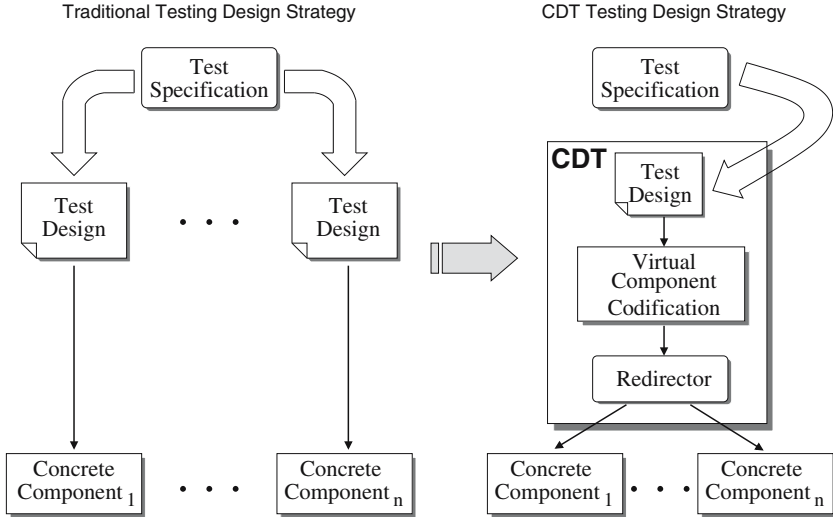 Traditional Testing Design Strategy
Test
Specification
Test
Design
. . .
Test
Design
Concrete
Component 1
. . .
Concrete
Component n
CDT Testing Design Strategy
Test
Specification
CDT
Test
Design
Virtual
Component
Codification
Redirector
Concrete
Component 1
. . .
Concrete
Component n